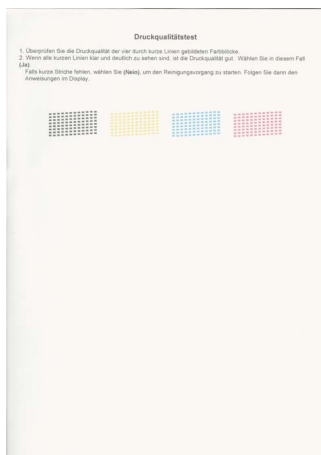 Druckqualitätstest
1. Überprüfen Sie die Druckqualität der vier durch kurze Linien gebildeten Farbblöcke.
2. Wenn alle kurzen Linien klar und deutlich zu sehen sind, ist die Druckqualität gut. Wählen Sie in diesem Fall
(Ja).
Falls kurze Striche fehlen, wählen Sie (Nein), um den Reinigungsvorgang zu starten. Folgen Sie dann den
Anweisungen im Display.